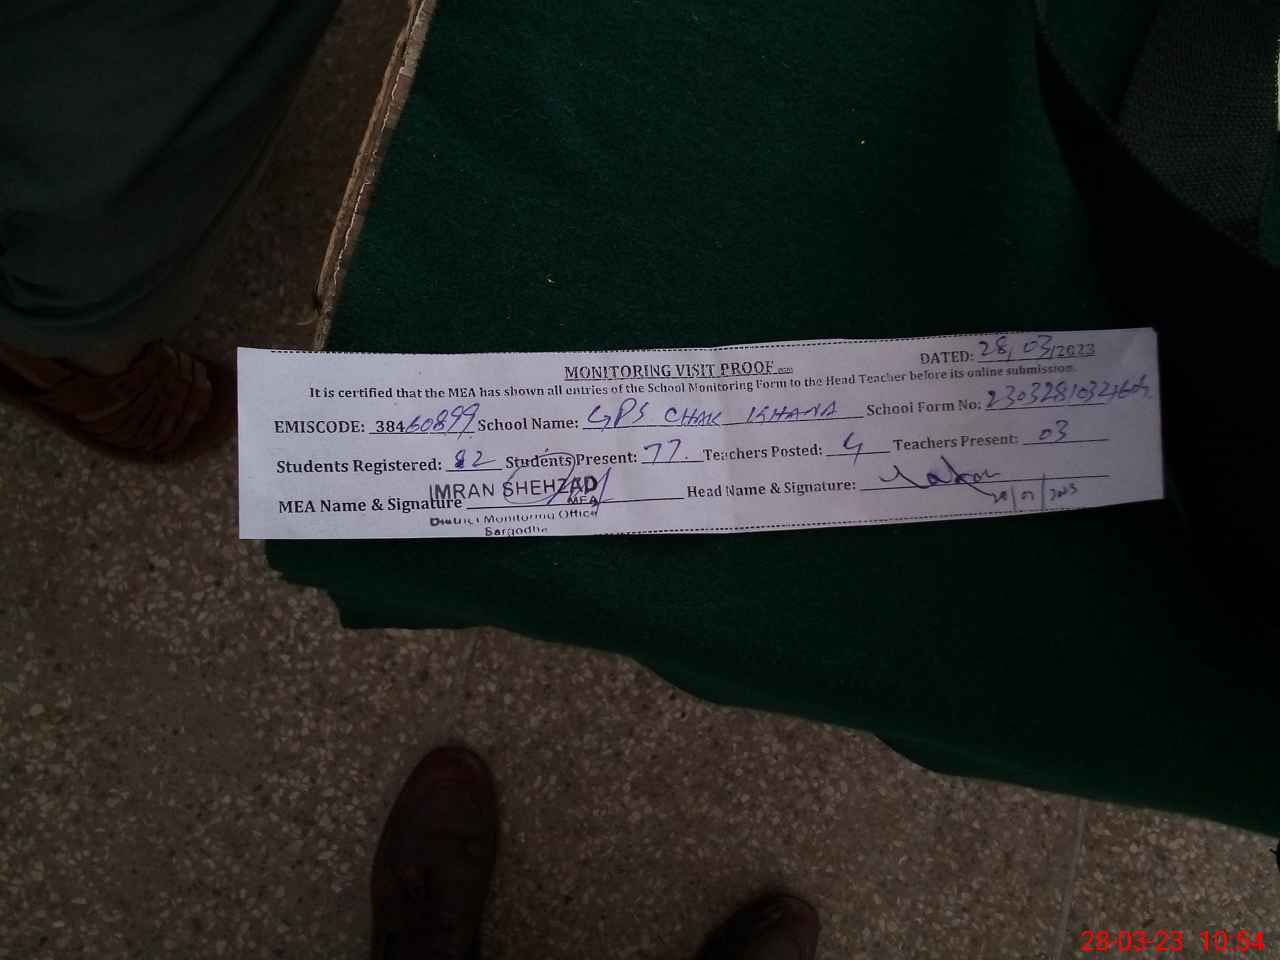 MONITORING VISIT PROOF
DATED: 28/03/2023
It is certified that the MEA has shown all entries of the School Monitoring Form to the Head Teacher before its online submission.
EMISCODE: 38460899 School Name: GPS CHAK KHANA School Form No:
Students Registered: 82 Students Present: 77. Teachers Posted: 4 Teachers Present: 03
MEA Name & Signature IMRAN SHEHZAD Head Name & Signature:
MEA
District Monitoring Office
Sargodha
28-03-23 10:54